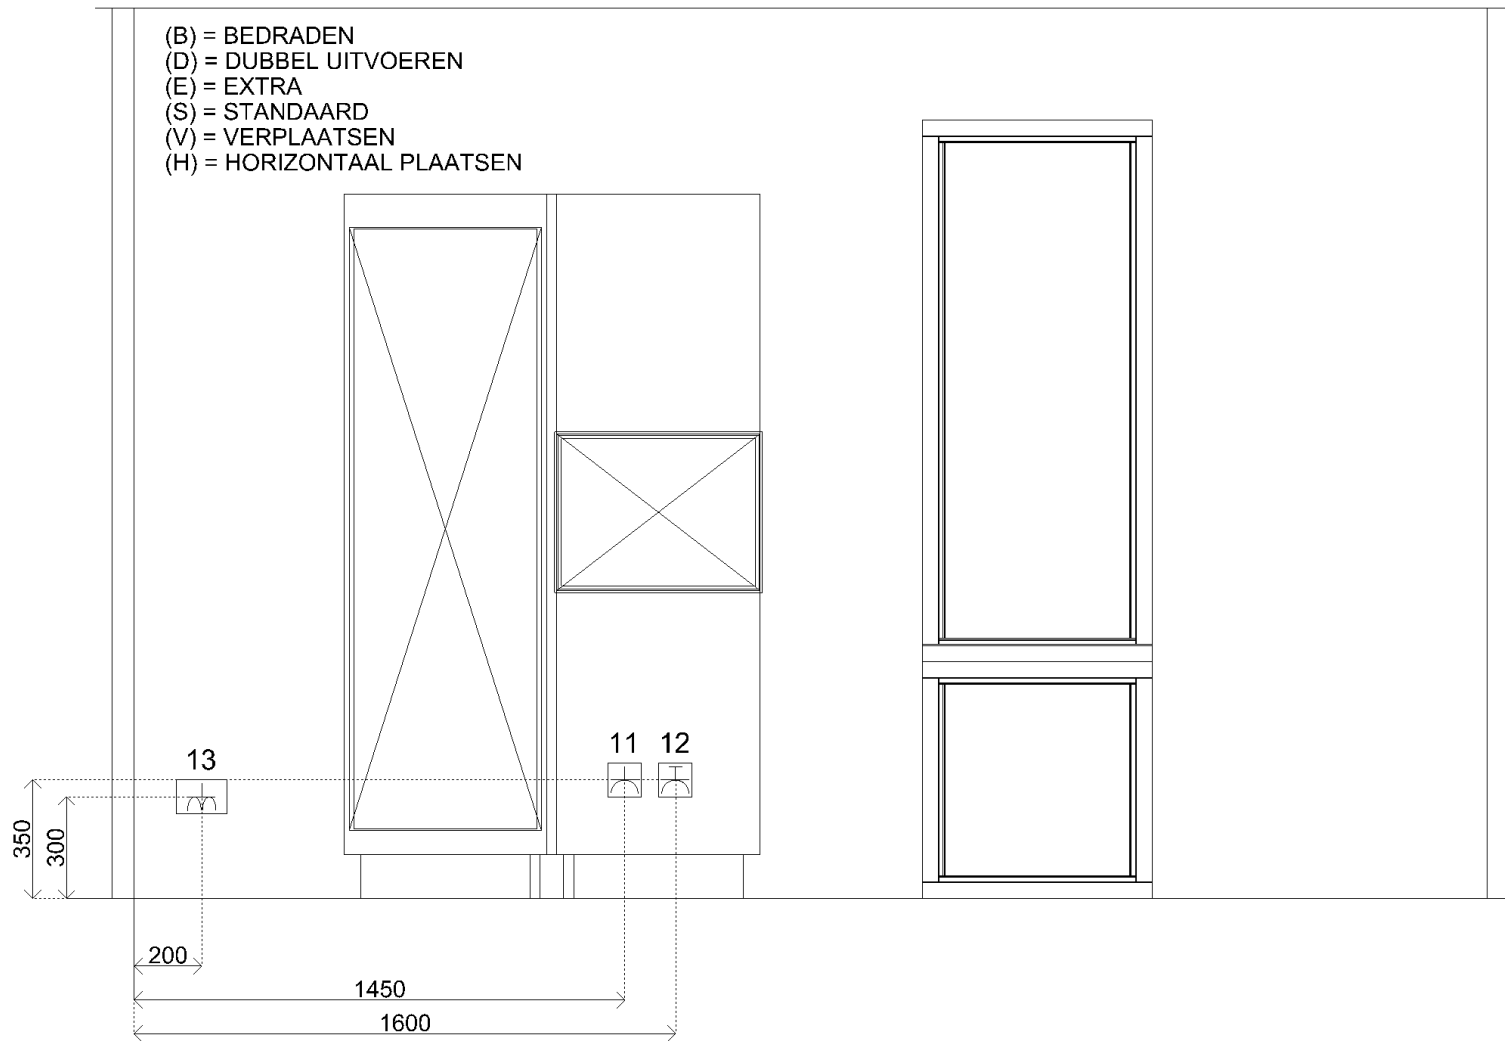 (B) = BEDRADEN
(D) = DUBBEL UITVOEREN
(E) = EXTRA
(S) = STANDAARD
(V) = VERPLAATSEN
(H) = HORIZONTAAL PLAATSEN
13
11
12
350
300
200
1450
1600